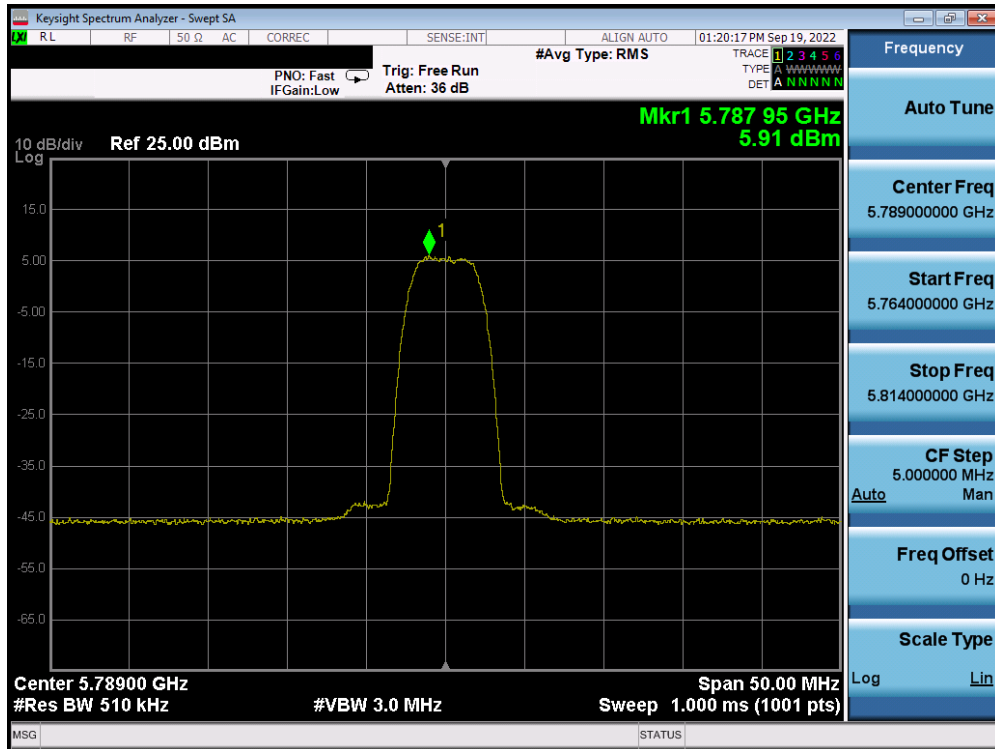 Keysight Spectrum Analyzer - Swept SA
LXI RL RF 50 Ω AC CORREC SENSE:INT ALIGN AUTO 01:20:17 PM Sep 19, 2022
Frequency
#Avg Type: RMS
TRACE 1 2 3 4 5 6
PNO: Fast Trig: Free Run
TYPE A WWWWW
IFGain:Low Atten: 36 dB
DET A N N N N N
Auto Tune
Mkr1 5.787 95 GHz
5.91 dBm
10 dB/div Ref 25.00 dBm
Log
Center Freq
5.789000000 GHz
15.0
1
5.00
Start Freq
5.764000000 GHz
-5.00
-15.0
Stop Freq
5.814000000 GHz
-25.0
-35.0
CF Step
5.000000 MHz
Auto Man
-45.0
-55.0
Freq Offset
0 Hz
-65.0
Scale Type
Log Lin
Center 5.78900 GHz Span 50.00 MHz
#Res BW 510 kHz #VBW 3.0 MHz Sweep 1.000 ms (1001 pts)
MSG STATUS